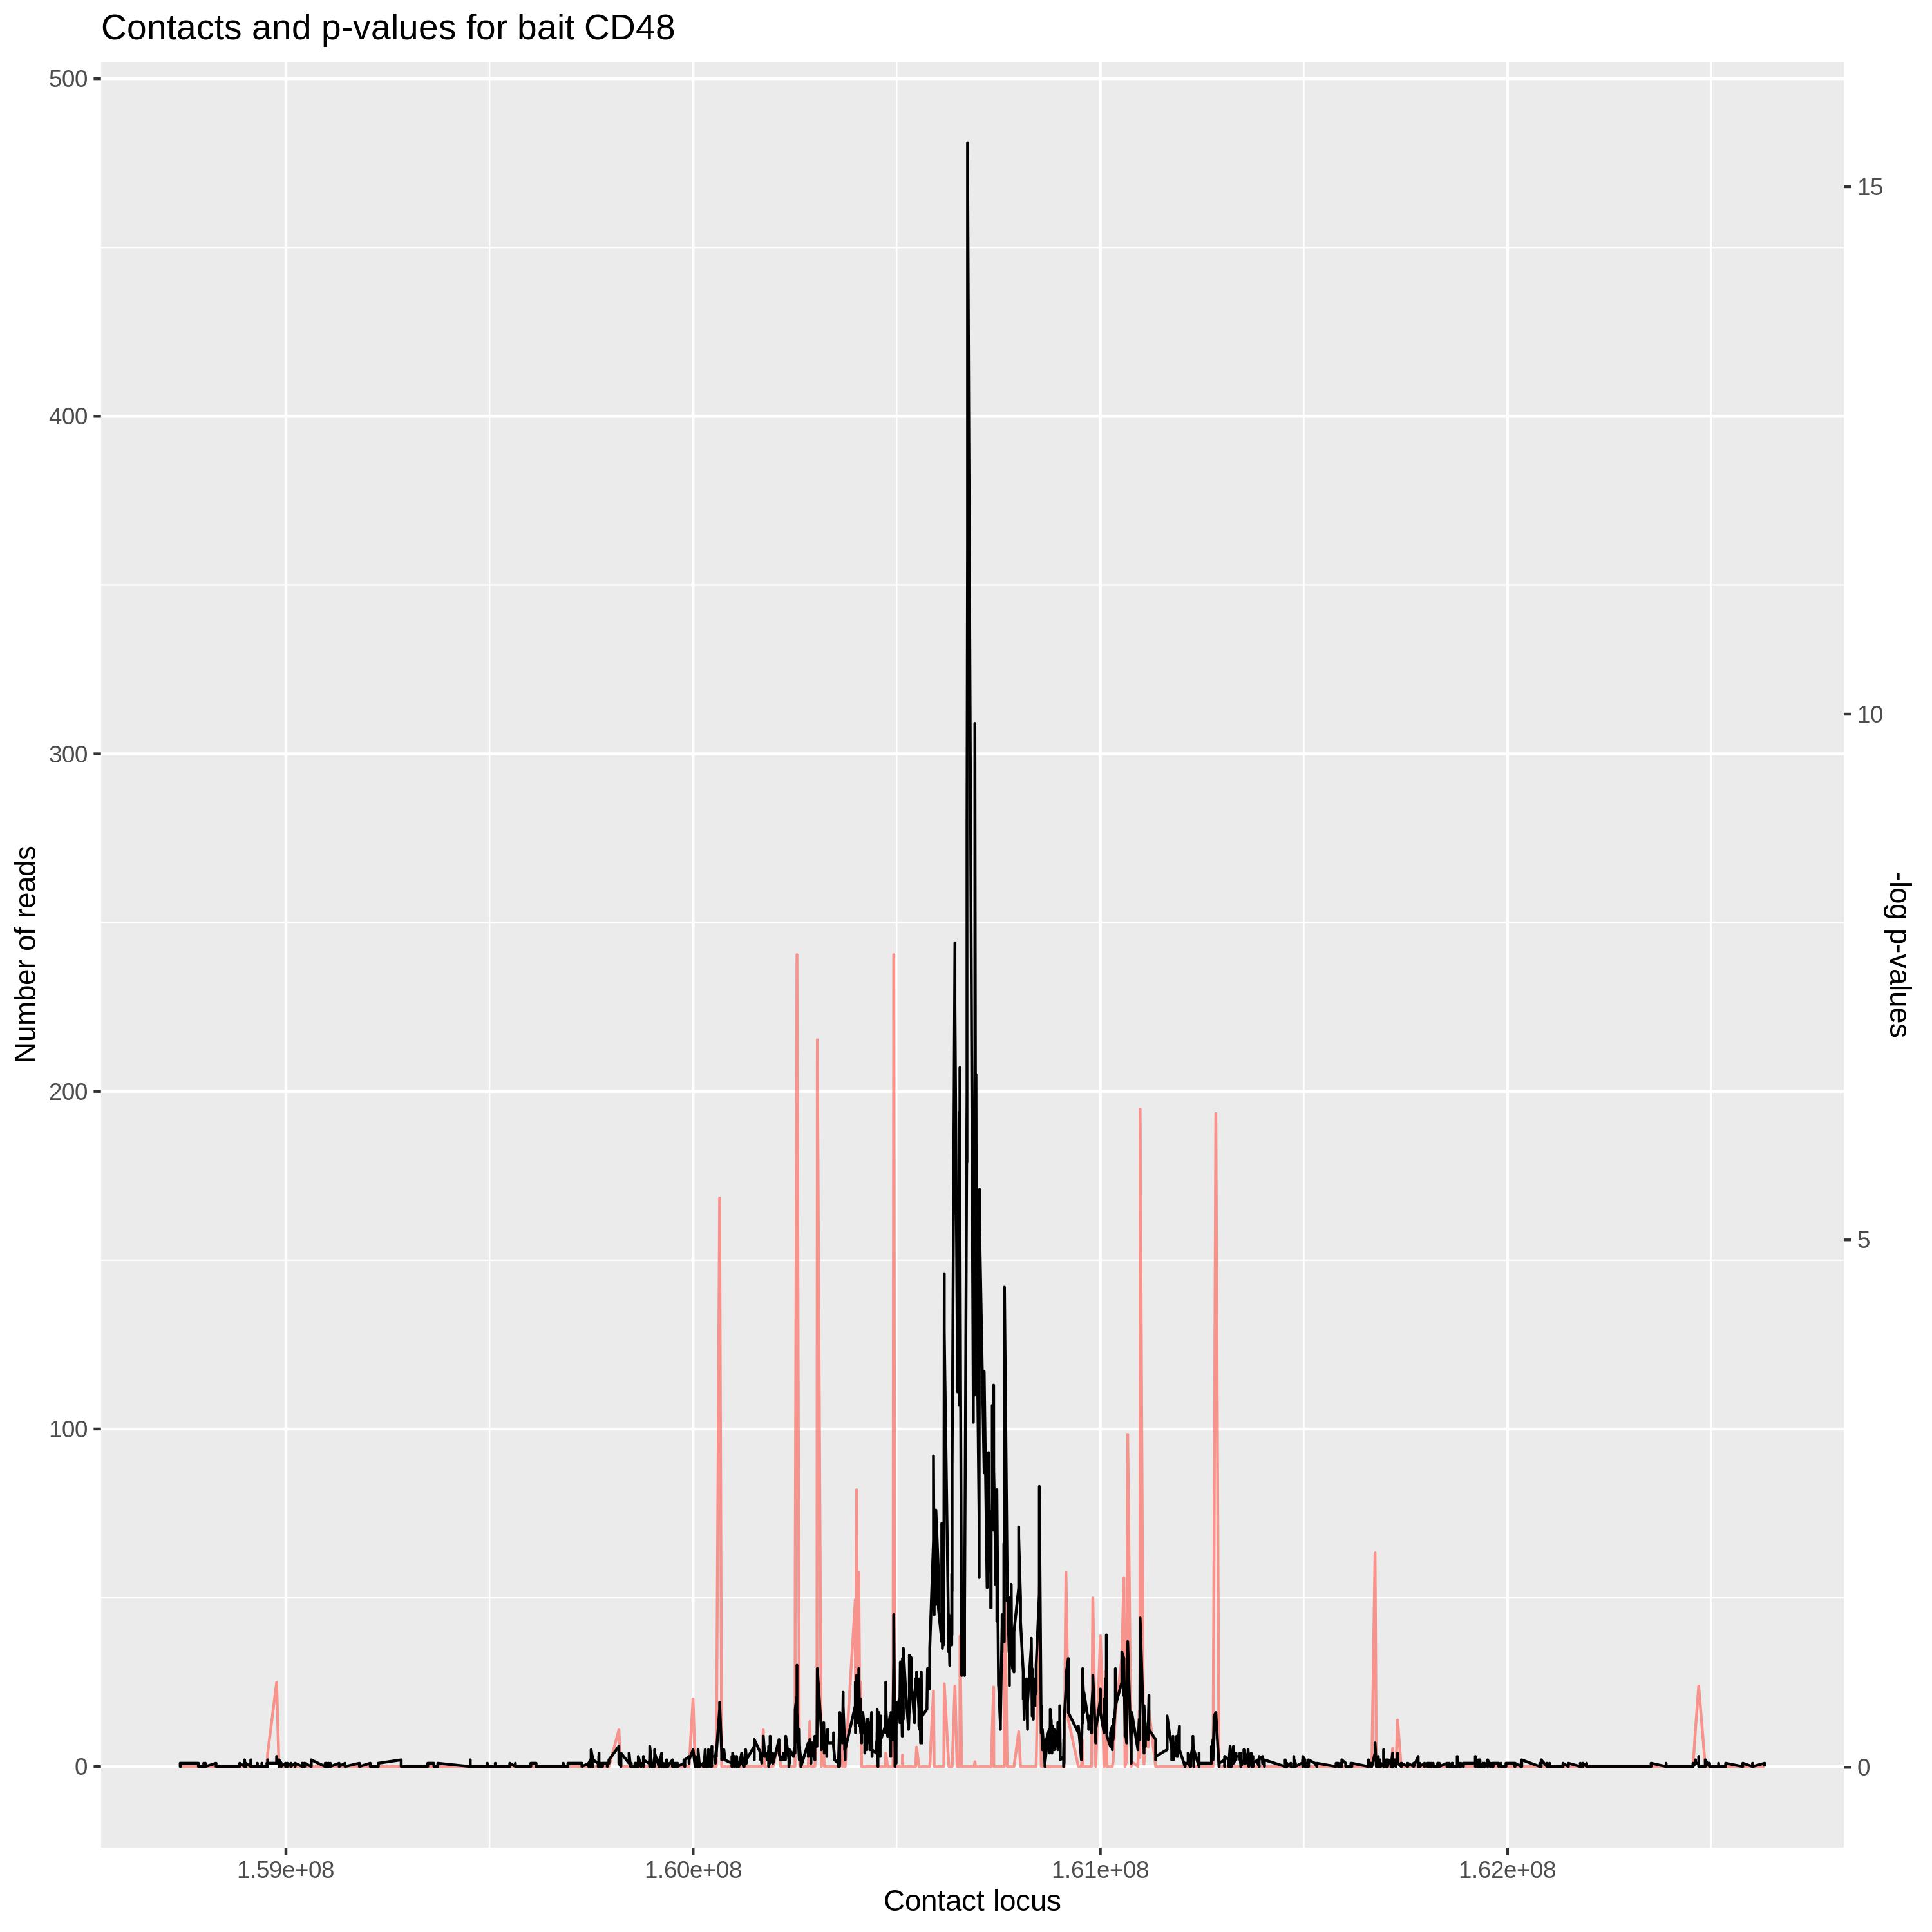 Contacts and p-values for bait CD48
500
400
300
200
100
0
Number of reads
15
10
5
0
-log p-values
1.59e+08
1.60e+08
1.61e+08
1.62e+08
Contact locus